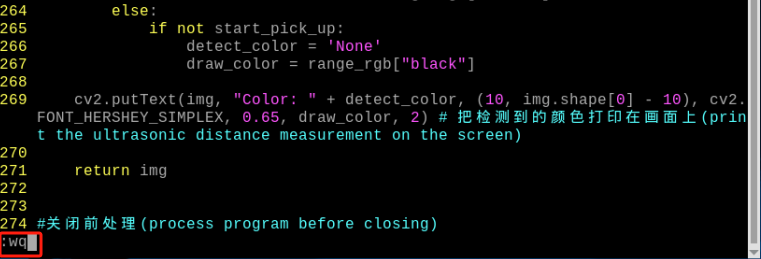 264         else:
265             if not start_pick_up:
266                 detect_color = 'None'
267                 draw_color = range_rgb["black"]
268
269     cv2.putText(img, "Color: " + detect_color, (10, img.shape[0] - 10), cv2.
FONT_HERSHEY_SIMPLEX, 0.65, draw_color, 2) # 把检测到的颜色打印在画面上(prin
t the ultrasonic distance measurement on the screen)
270
271     return img
272
273
274 #关闭前处理(process program before closing)
:wq